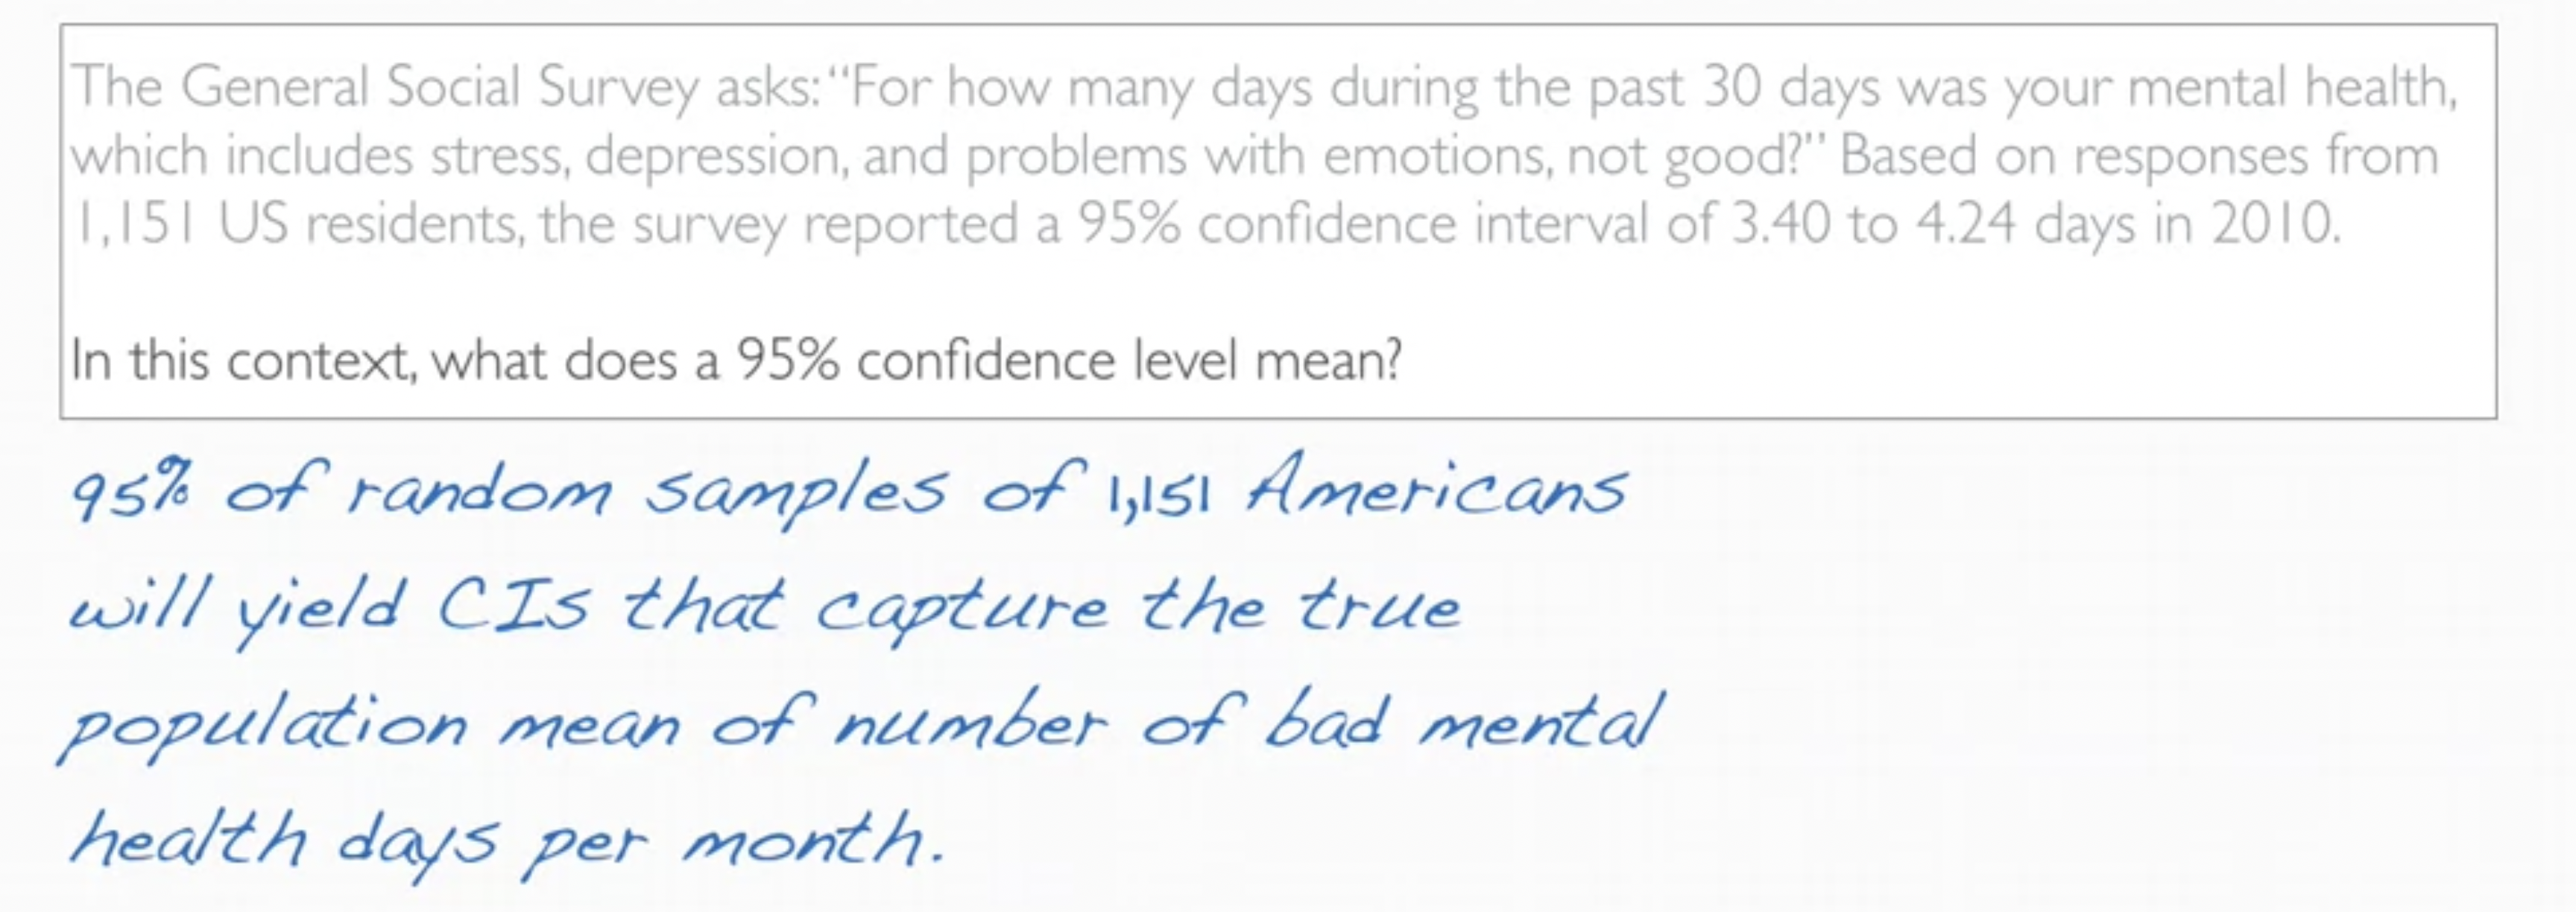 The General Social Survey asks: “For how many days during the past 30 days was your mental health,
which includes stress, depression, and problems with emotions, not good?” Based on responses from
1,151 US residents, the survey reported a 95% confidence interval of 3.40 to 4.24 days in 2010.
In this context, what does a 95% confidence level mean?
95% of random samples of 1,151 Americans
will yield CIs that capture the true
population mean of number of bad mental
health days per month.